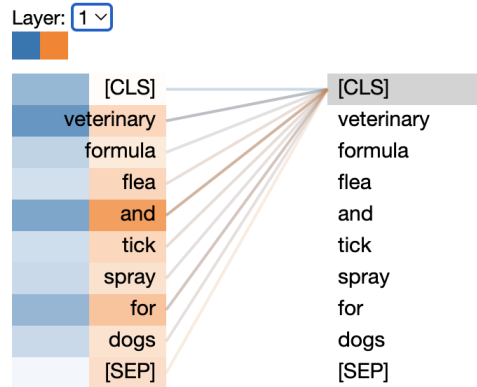 Layer: 1
[CLS] [CLS]
veterinary veterinary
formula formula
flea flea
and and
tick tick
spray spray
for for
dogs dogs
[SEP] [SEP]